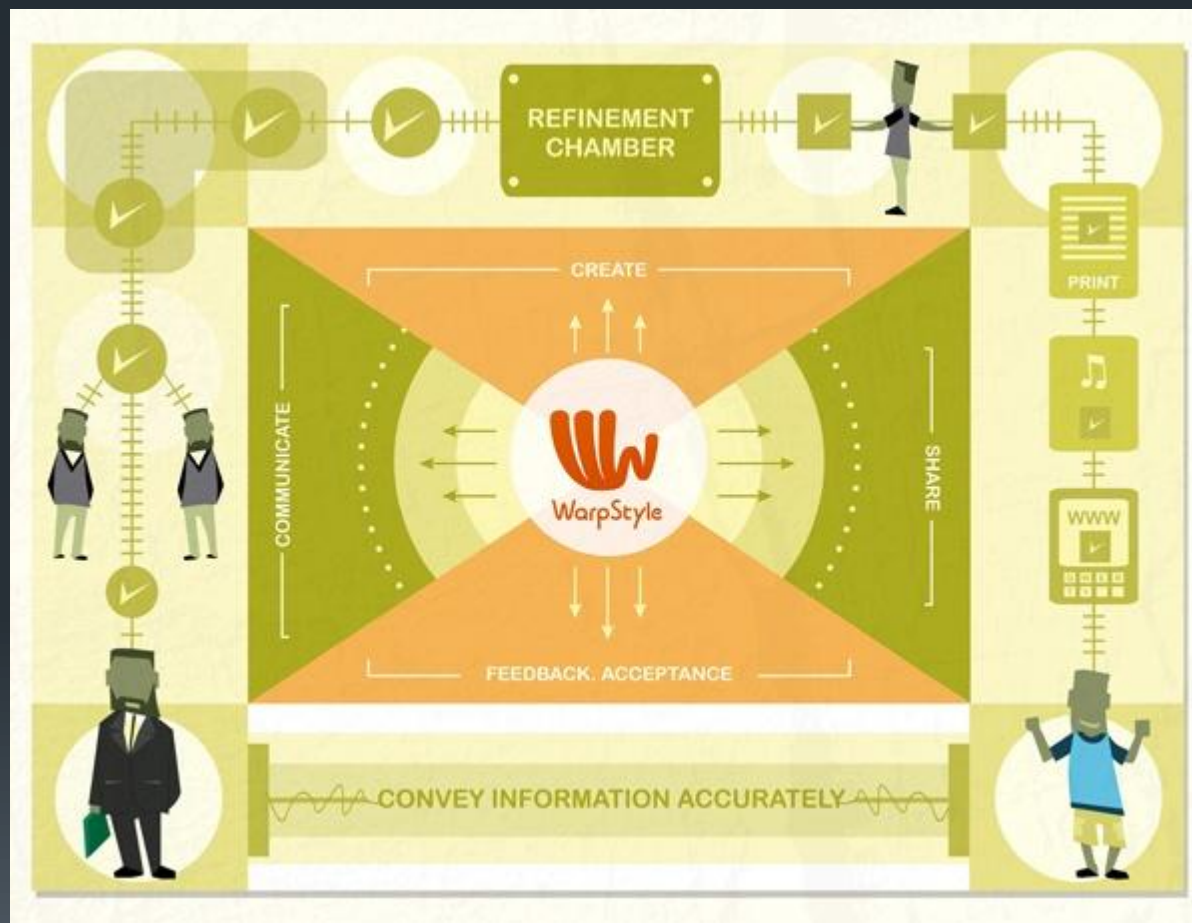 REFINEMENT
CHAMBER
CREATE
PRINT
COMMUNICATE
SHARE
WarpStyle
WWW
FEEDBACK. ACCEPTANCE
CONVEY INFORMATION ACCURATELY